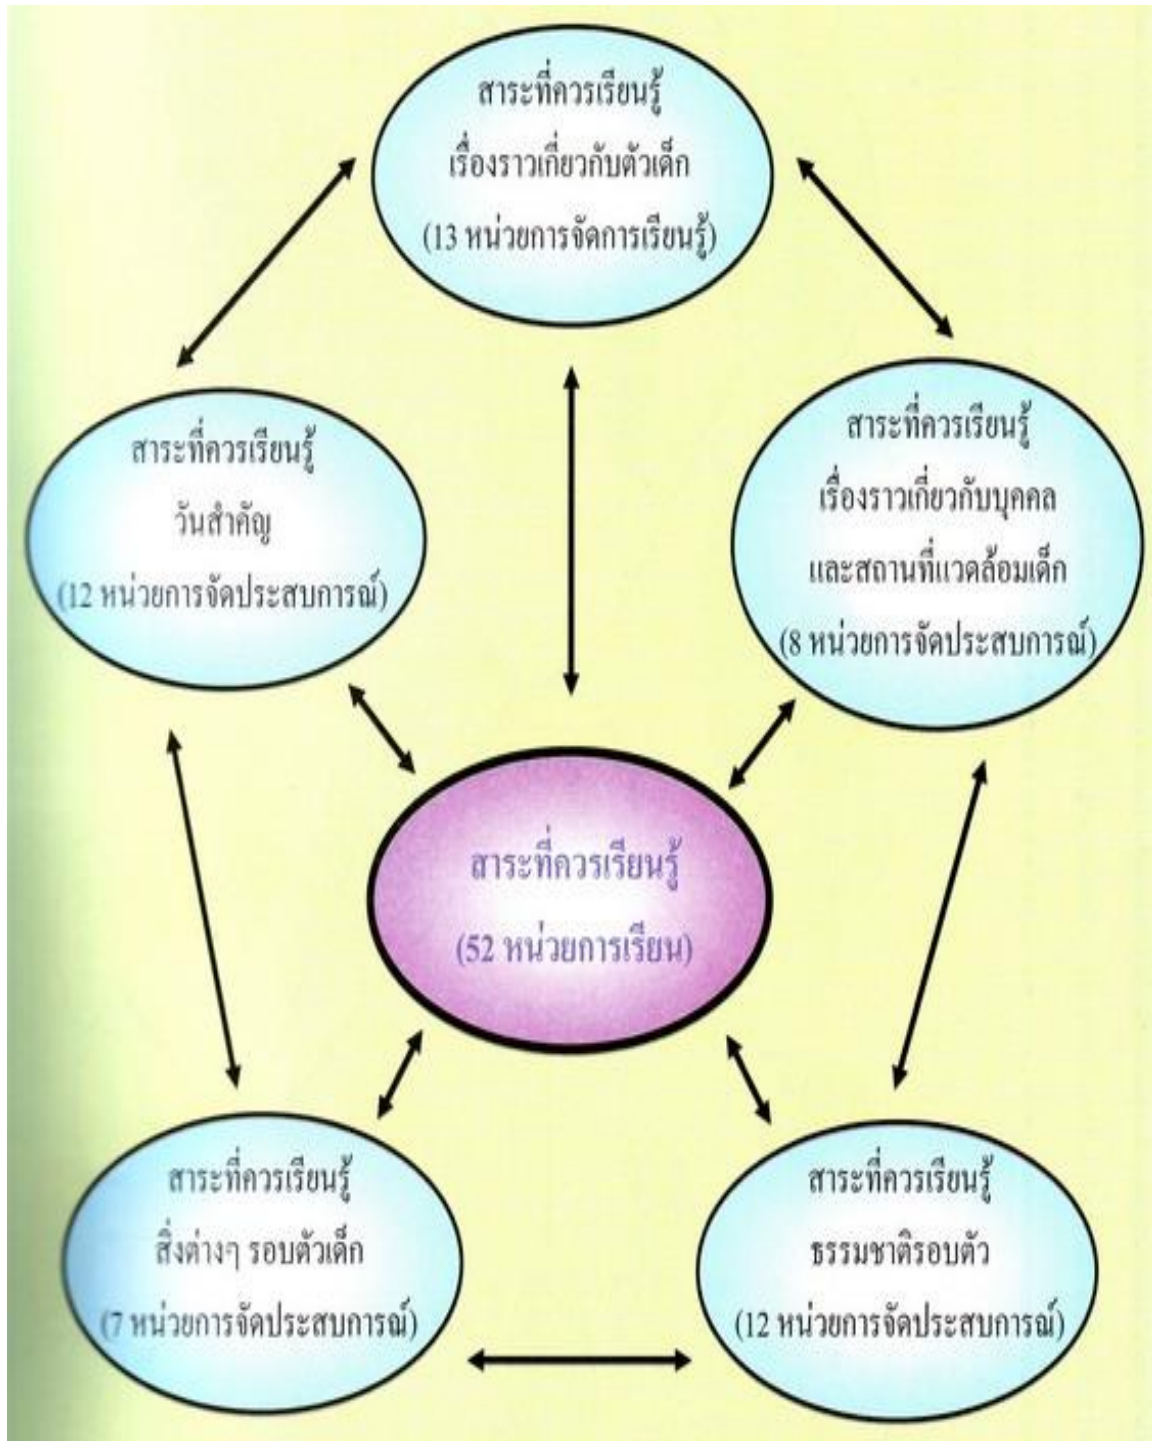 สาระที่ควรเรียนรู้
เรื่องราวเกี่ยวกับตัวเด็ก
(13 หน่วยการจัดการเรียนรู้)
สาระที่ควรเรียนรู้
วันสำคัญ
(12 หน่วยการจัดประสบการณ์)
สาระที่ควรเรียนรู้
เรื่องราวเกี่ยวกับบุคคล
และสถานที่แวดล้อมเด็ก
(8 หน่วยการจัดประสบการณ์)
สาระที่ควรเรียนรู้
(52 หน่วยการเรียน)
สาระที่ควรเรียนรู้
สิ่งต่างๆ รอบตัวเด็ก
(7 หน่วยการจัดประสบการณ์)
สาระที่ควรเรียนรู้
ธรรมชาติรอบตัว
(12 หน่วยการจัดประสบการณ์)